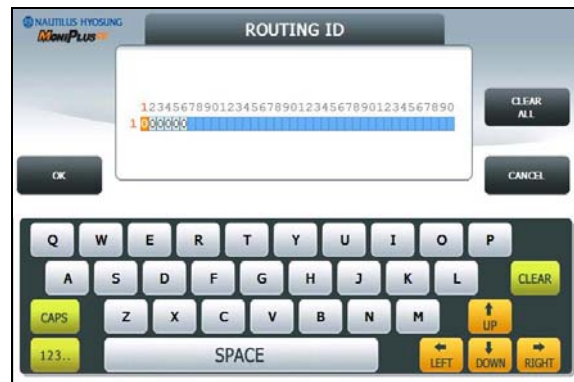 NAUTILUS HYOSUNG
MoniPlus
ROUTING ID
1234567890123456789012345678901234567890
1 000000
CLEAR ALL
OK
CANCEL
Q W E R T Y U I O P
A S D F G H J K L CLEAR
CAPS Z X C V B N M UP
123.. SPACE LEFT DOWN RIGHT